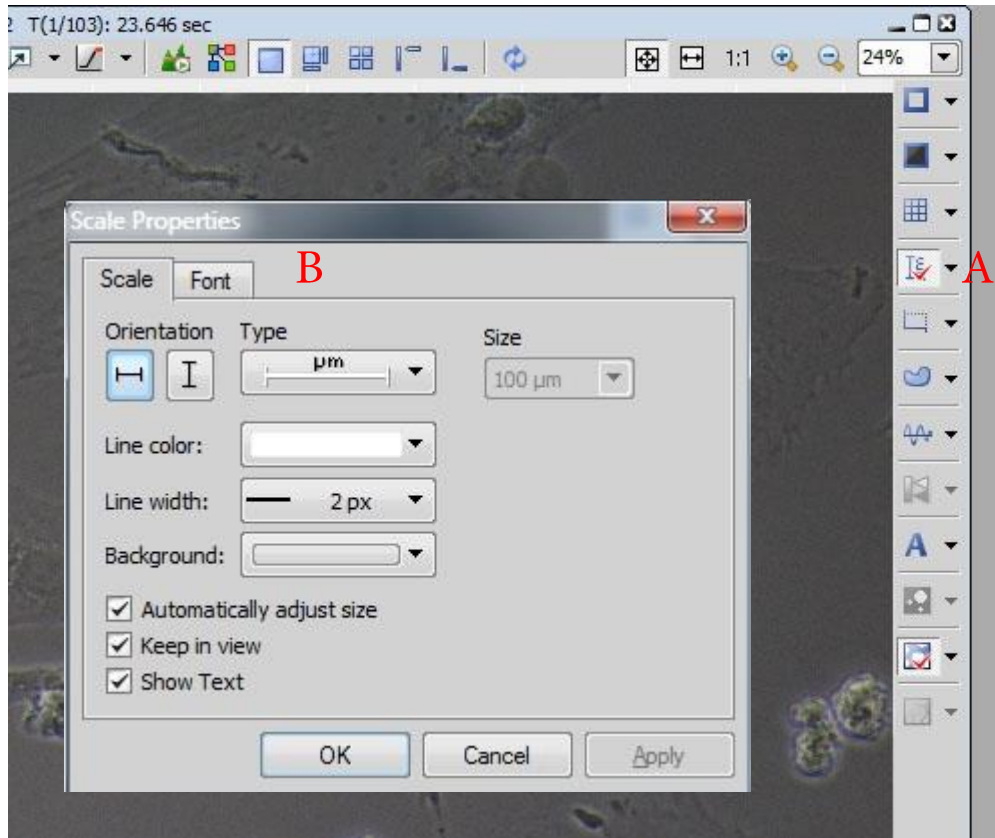 2 T(1/103): 23.646 sec
1:1
24%
Scale Properties
B
A
Scale Font
Orientation Type Size
µm
100 µm
Line color:
Line width: 2 px
Background:
Automatically adjust size
Keep in view
Show Text
A
OK Cancel Apply